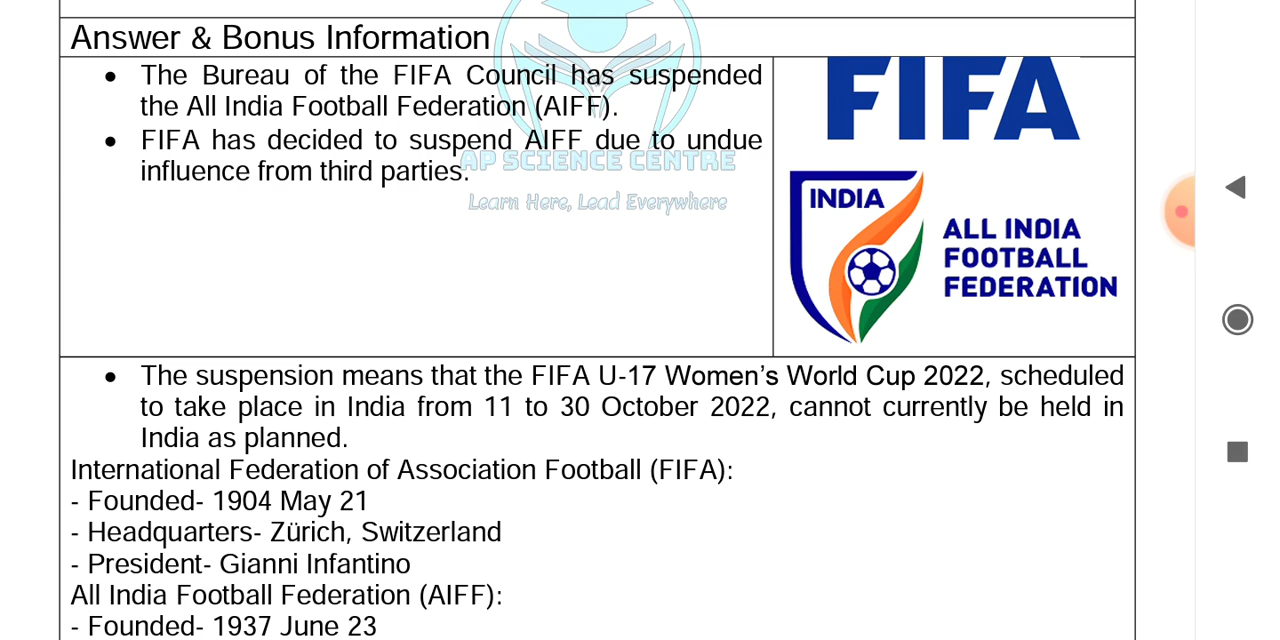 Answer & Bonus Information
• The Bureau of the FIFA Council has suspended
the All India Football Federation (AIFF).
• FIFA has decided to suspend AIFF due to undue
influence from third parties.
AP SCIENCE CENTRE
Learn Here, Lead Everywhere
FIFA
INDIA
ALL INDIA
FOOTBALL
FEDERATION
• The suspension means that the FIFA U-17 Women’s World Cup 2022, scheduled
to take place in India from 11 to 30 October 2022, cannot currently be held in
India as planned.
International Federation of Association Football (FIFA):
- Founded- 1904 May 21
- Headquarters- Zürich, Switzerland
- President- Gianni Infantino
All India Football Federation (AIFF):
- Founded- 1937 June 23